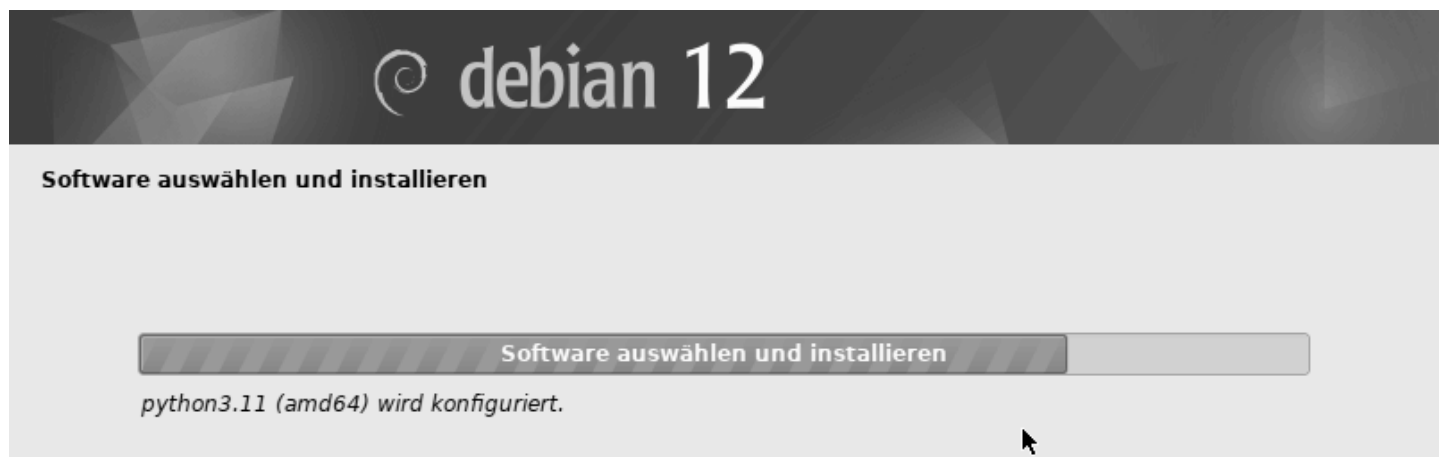 debian 12
Software auswählen und installieren
Software auswählen und installieren
python3.11 (amd64) wird konfiguriert.